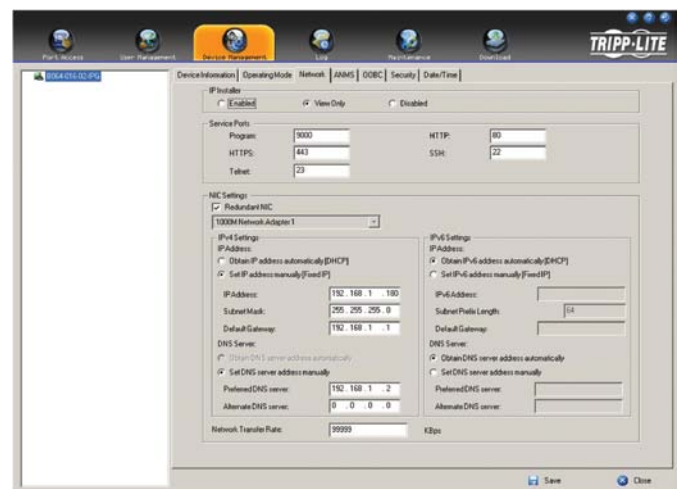 Port Access User Management Device Management Log Maintenance Download TRIPP·LITE
B064-016-02-IPG
Device Information Operating Mode Network ANMS OOBC Security Date/Time
IP Installer
Enabled View Only Disabled
Service Ports
Program: 9000 HTTP: 80
HTTPS: 443 SSH: 22
Telnet: 23
NIC Settings
Redundant NIC
1000M Network Adapter 1
IPv4 Settings IPv6 Settings
IP Address: IP Address:
Obtain IP address automatically [DHCP] Obtain IPv6 address automatically [DHCP]
Set IP address manually [Fixed IP] Set IPv6 address manually [Fixed IP]
IP Address: 192 . 168 . 1 . 180 IPv6 Address:
Subnet Mask: 255 . 255 . 255 . 0 Subnet Prefix Length: 64
Default Gateway: 192 . 168 . 1 . 1 Default Gateway:
DNS Server: DNS Server:
Obtain DNS server address automatically Obtain DNS server address automatically
Set DNS server address manually Set DNS server address manually
Preferred DNS server: 192 . 168 . 1 . 2 Preferred DNS server:
Alternate DNS server: 0 . 0 . 0 . 0 Alternate DNS server:
Network Transfer Rate: 99999 KBps
Save Close